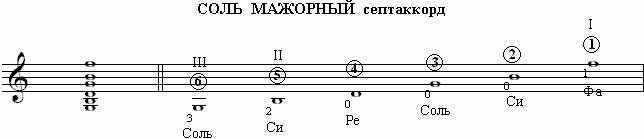 СОЛЬ МАЖОРНЫЙ септаккорд
I
III II
6 5 4 3 2 1
3 2 0 0 0 1
Соль Си Ре Соль Си Фа